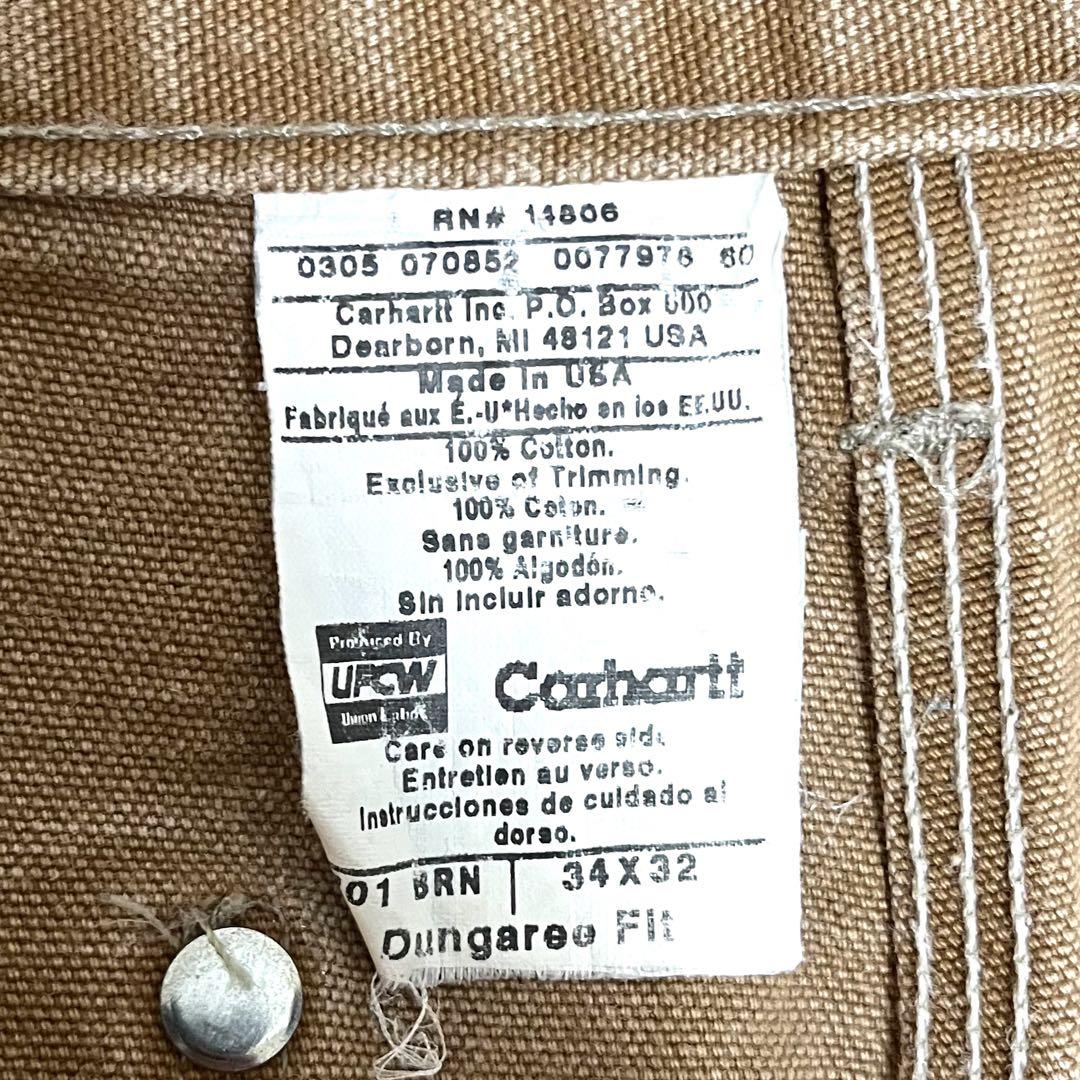 RN# 14806
0305 070852 0077976 60
Carhartt Inc. P.O. Box 600
Dearborn, MI 48121 USA
Made in USA
Fabriqué aux É.-U*Hecho en los EE.UU.
100% Cotton.
Exclusive of Trimming.
100% Coton.
Sans garniture.
100% Algodón.
Sin incluir adorno.
Produced By
UFCW
Union Labor
Carhartt
Care on reverse side
Entretien au verso.
Instrucciones de cuidado al
dorso.
01 BRN 34X32
Dungaree Fit